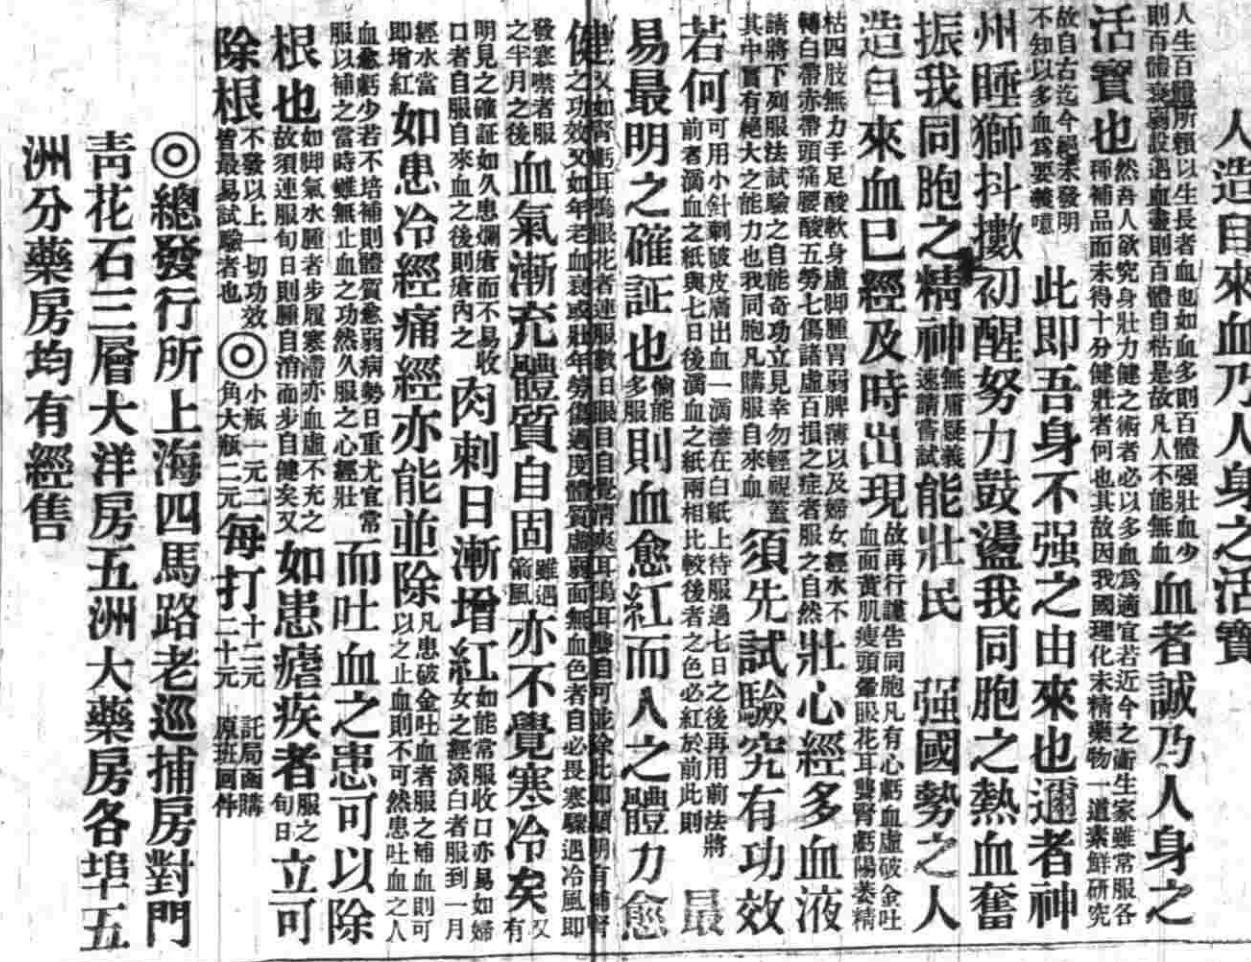 人造自來血乃人身之活寶
人生百體所賴以生長者血也如血多則百體强壯血少
則百體衰弱設遇血盡則百體自枯是故凡人不能無血
血者誠乃人身之
活寶也
然吾人欲究身壯力健之術者必以多血爲適宜若近今之衛生家雖常服各
種補品而未得十分健壯者何也其故因我國理化未精藥物一道素鮮研究
故自古迄今絕未發明
不知以多血爲要義噫
此即吾身不强之由來也邇者神
州睡獅抖擻初醒努力鼓盪我同胞之熱血奮
振我同胞之精神
無庸疑義
速請嘗試
能壯民 强國勢之人
造自來血已經及時出現
故再行謹告同胞凡有心虧血虛破金吐
血面黃肌瘦頭暈眼花耳聾腎虧陽萎精
枯四肢無力手足酸軟身虛脚腫胃弱脾薄以及婦女經水不
轉白帶赤帶頭痛腰酸五勞七傷諸虛百損之症者服之自然
壯心經多血液
請將下列服法試驗之自能奇功立見幸勿輕視蓋
其中實有絕大之能力也我同胞凡購服自來血
須先試驗究有功效
若何
可用小針刺破皮膚出血一滴滲在白紙上待服過七日之後再用前法將
前者滴血之紙與七日後滴血之紙兩相比較後者之色必紅於前此則
最
易最明之確証也
偷能
多服
則血愈紅而人之體力愈
健
又如腎虧耳鳴眼花者連服數日眼目自覺清爽耳鳴耳聾自可並除此即顯明有補腎
之功效又如年老血衰或壯年勞傷過度體質虛弱面無血色者自必畏寒驟遇冷風即
發寒噤者服
之半月之後
血氣漸充體質自固
雖遇
箭風
亦不覺寒冷矣
又
有
明見之確証如久患爛瘡而不易收
口者自服自來血之後則瘡內之
肉刺日漸增紅
如能常服收口亦易如婦
女之經淡白者服到一月
經水當
即增紅
如患冷經痛經亦能並除
凡患破金吐血者服之補血則可
以之止血則不可然患吐血之人
血愈虧少若不培補則體質愈弱病勢日重尤宜常
服以補之當時雖無止血之功然久服之心經壯
而吐血之患可以除
根也
如脚氣水腫者步履寒滯亦血虛不充之
故須連服旬日則腫自消而步自健矣又
如患瘧疾者
服之
旬日
立可
除根
不發以上一切功效
皆最易試驗者也
◎
小瓶一元二
角大瓶二元
每打
十二元
二十元
託局函購
原班回件
◎總發行所上海四馬路老巡捕房對門
靑花石三層大洋房五洲大藥房各埠五
洲分藥房均有經售